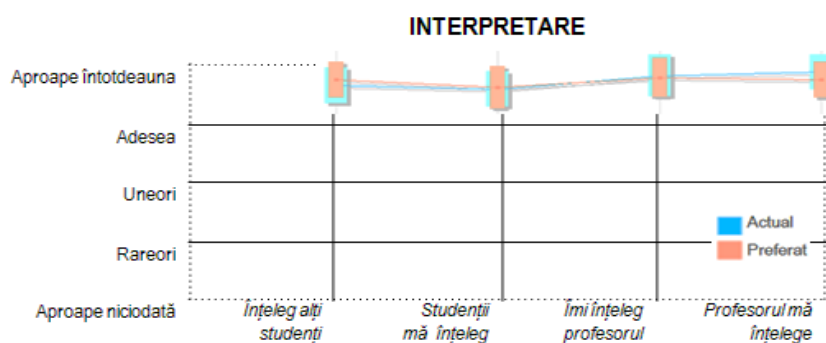 INTERPRETARE
Aproape întotdeauna
Adesea
Uneori
Rareori
Aproape niciodată
Actual
Preferat
Înțeleg alți
studenți
Studenții
mă înțeleg
Îmi înțeleg
profesorul
Profesorul mă
înțelege